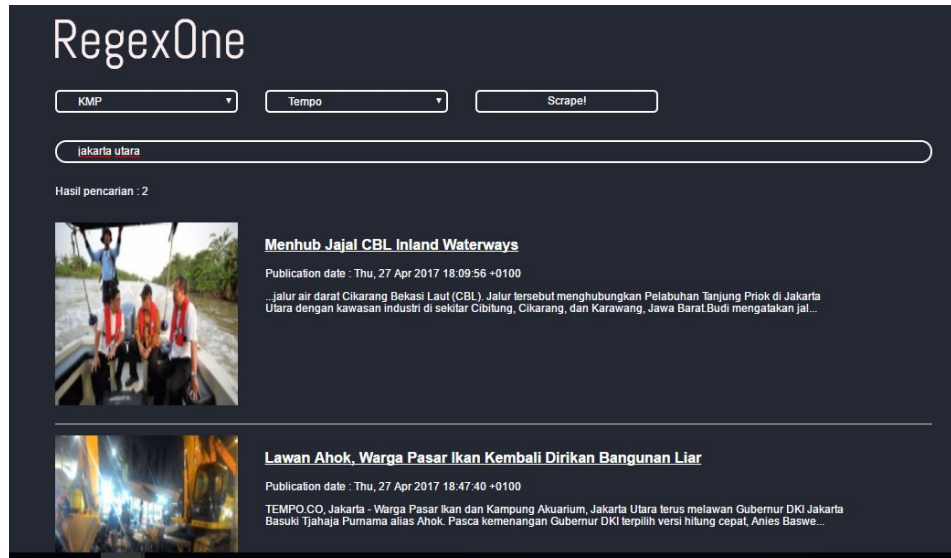 RegexOne
KMP
Tempo
Scrape!
jakarta utara
Hasil pencarian : 2
Menhub Jajal CBL Inland Waterways
Publication date : Thu, 27 Apr 2017 18:09:56 +0100
...jalur air darat Cikarang Bekasi Laut (CBL). Jalur tersebut menghubungkan Pelabuhan Tanjung Priok di Jakarta
Utara dengan kawasan industri di sekitar Cibitung, Cikarang, dan Karawang, Jawa Barat.Budi mengatakan jal...
Lawan Ahok, Warga Pasar Ikan Kembali Dirikan Bangunan Liar
Publication date : Thu, 27 Apr 2017 18:47:40 +0100
TEMPO.CO, Jakarta - Warga Pasar Ikan dan Kampung Akuarium, Jakarta Utara terus melawan Gubernur DKI Jakarta
Basuki Tjahaja Purnama alias Ahok. Pasca kemenangan Gubernur DKI terpilih versi hitung cepat, Anies Baswe...